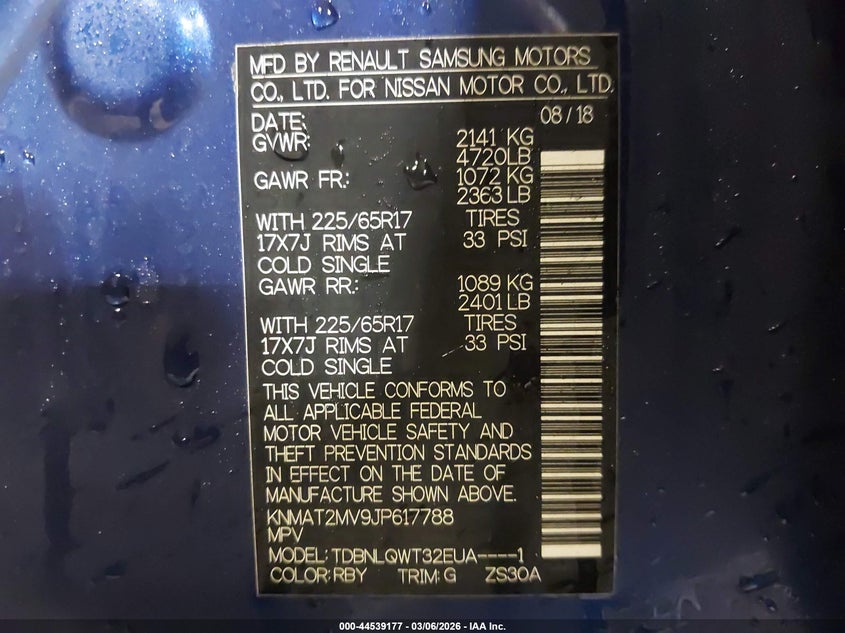 MFD BY RENAULT SAMSUNG MOTORS
CO., LTD. FOR NISSAN MOTOR CO., LTD.
DATE: 08/18
GVWR: 2141 KG
4720LB
GAWR FR.: 1072 KG
2363 LB
WITH 225/65R17 TIRES
17X7J RIMS AT 33 PSI
COLD SINGLE
GAWR RR.: 1089 KG
2401 LB
WITH 225/65R17 TIRES
17X7J RIMS AT 33 PSI
COLD SINGLE
THIS VEHICLE CONFORMS TO
ALL APPLICABLE FEDERAL
MOTOR VEHICLE SAFETY AND
THEFT PREVENTION STANDARDS
IN EFFECT ON THE DATE OF
MANUFACTURE SHOWN ABOVE.
KNMAT2MV9JP617788
MPV
MODEL: TDBNLQWT32EUA----1
COLOR: RBY TRIM: G ZS30A
000-44539177 - 03/06/2026 - IAA Inc.